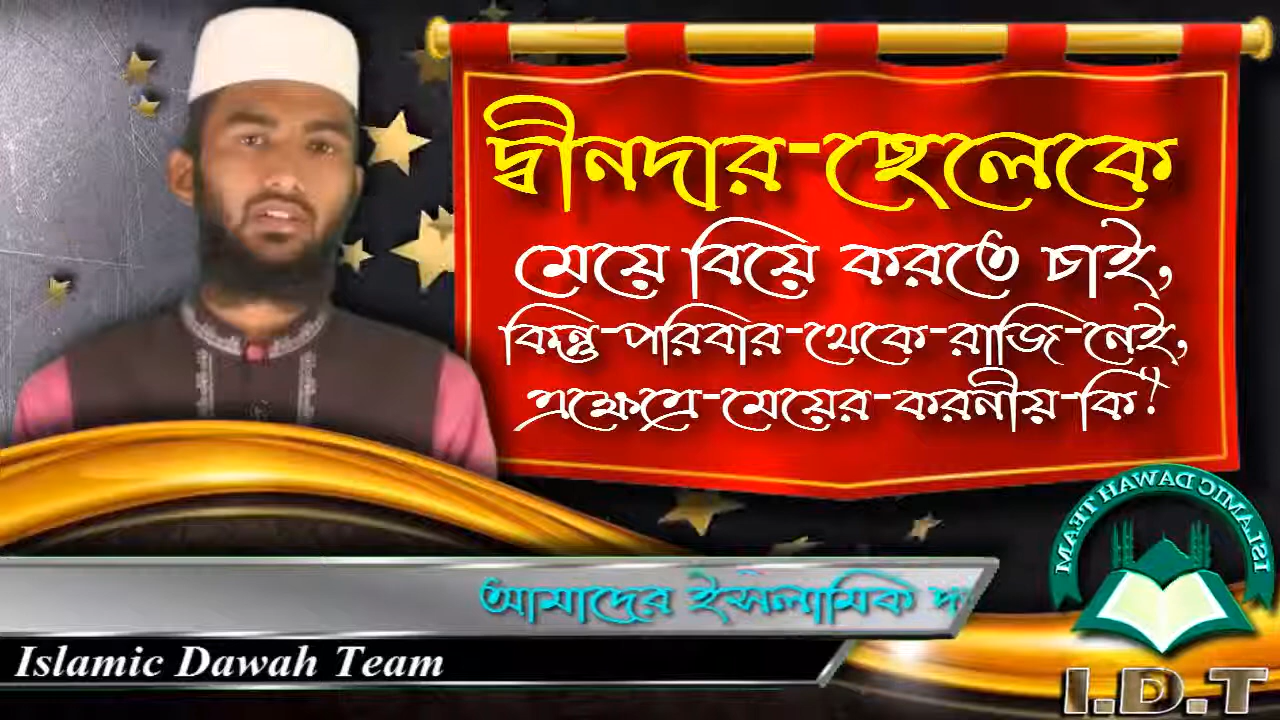 দ্বীনদার-ছেলেকে
মেয়ে বিয়ে করতে চাই,
কিন্তু-পরিবার-থেকে-রাজি-নেই,
এক্ষেত্রে-মেয়ের-করনীয়-কি?
ISLAMIC DAWAH TEAM
আমাদের ইসলামিক
Islamic Dawah Team
I.D.T